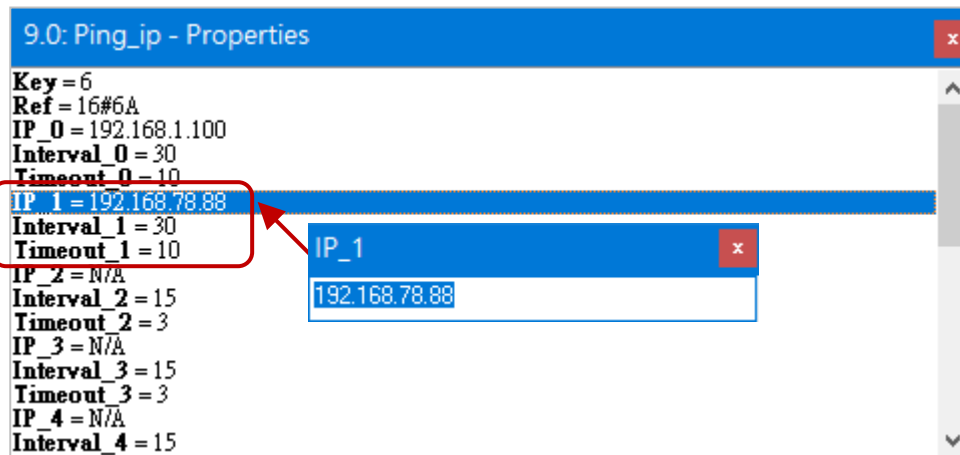 9.0: Ping_ip - Properties
x
Key = 6
Ref = 16#6A
IP_0 = 192.168.1.100
Interval_0 = 30
Timeout_0 = 10
IP_1 = 192.168.78.88
Interval_1 = 30
Timeout_1 = 10
IP_2 = N/A
Interval_2 = 15
Timeout_2 = 3
IP_3 = N/A
Interval_3 = 15
Timeout_3 = 3
IP_4 = N/A
Interval_4 = 15
IP_1
x
192.168.78.88